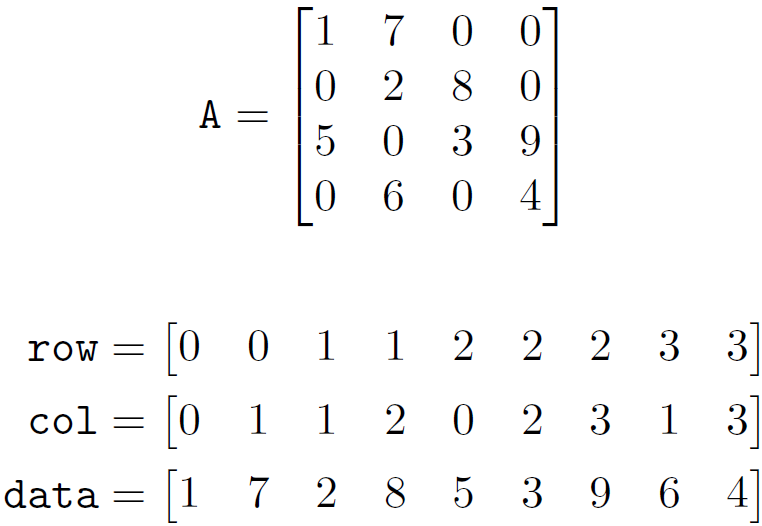 1 7 0 0
0 2 8 0
A =
5 0 3 9
0 6 0 4
row = [0 0 1 1 2 2 2 3 3]
col = [0 1 1 2 0 2 3 1 3]
data = [1 7 2 8 5 3 9 6 4]